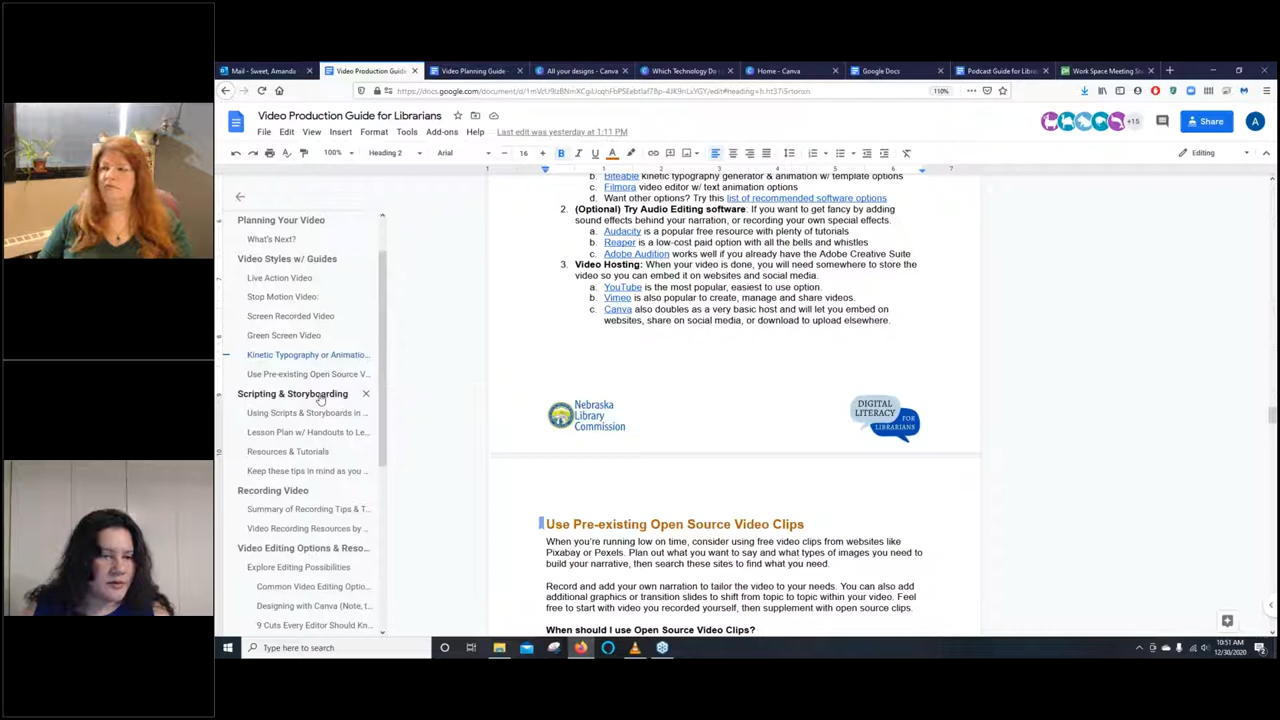 Mail - Sweet, Amanda
Video Production Guide
Video Planning Guide -
All your designs - Canva
Which Technology Do
Home - Canva
Google Docs
Podcast Guide for Libra
Work Space Meeting S
110%
Video Production Guide for Librarians
File Edit View Insert Format Tools Add-ons Help Last edit was yesterday at 1:11 PM
+15
Share
A
100% Heading 2 Arial 16 B I U A Editing
1 1 2 3 4 5 6 7
Planning Your Video
What's Next?
Video Styles w/ Guides
Live Action Video
Stop Motion Video:
Screen Recorded Video
Green Screen Video
Kinetic Typography or Animatio...
Use Pre-existing Open Source V...
Scripting & Storyboarding
Using Scripts & Storyboards in ...
Lesson Plan w/ Handouts to Le...
Resources & Tutorials
Keep these tips in mind as you ...
Recording Video
Summary of Recording Tips & T...
Video Recording Resources by ...
Video Editing Options & Reso...
Explore Editing Possibilities
Common Video Editing Optio...
Designing with Canva (Note, t...
9 Cuts Every Editor Should Kn...
b. Biteable kinetic typography generator & animation w/ template options
c. Filmora video editor w/ text animation options
d. Want other options? Try this list of recommended software options
2. (Optional) Try Audio Editing software: If you want to get fancy by adding
sound effects behind your narration, or recording your own special effects.
a. Audacity is a popular free resource with plenty of tutorials
b. Reaper is a low-cost paid option with all the bells and whistles
c. Adobe Audition works well if you already have the Adobe Creative Suite
3. Video Hosting: When your video is done, you will need somewhere to store the
video so you can embed it on websites and social media.
a. YouTube is the most popular, easiest to use option.
b. Vimeo is also popular to create, manage and share videos.
c. Canva also doubles as a very basic host and will let you embed on
websites, share on social media, or download to upload elsewhere.
Nebraska
Library
Commission
DIGITAL
LITERACY
FOR
LIBRARIANS
Use Pre-existing Open Source Video Clips
When you're running low on time, consider using free video clips from websites like
Pixabay or Pexels. Plan out what you want to say and what types of images you need to
build your narrative, then search these sites to find what you need.
Record and add your own narration to tailor the video to your needs. You can also add
additional graphics or transition slides to shift from topic to topic within your video. Feel
free to start with video you recorded yourself, then supplement with open source clips.
When should I use Open Source Video Clips?
Type here to search
10:51 AM
12/30/2020